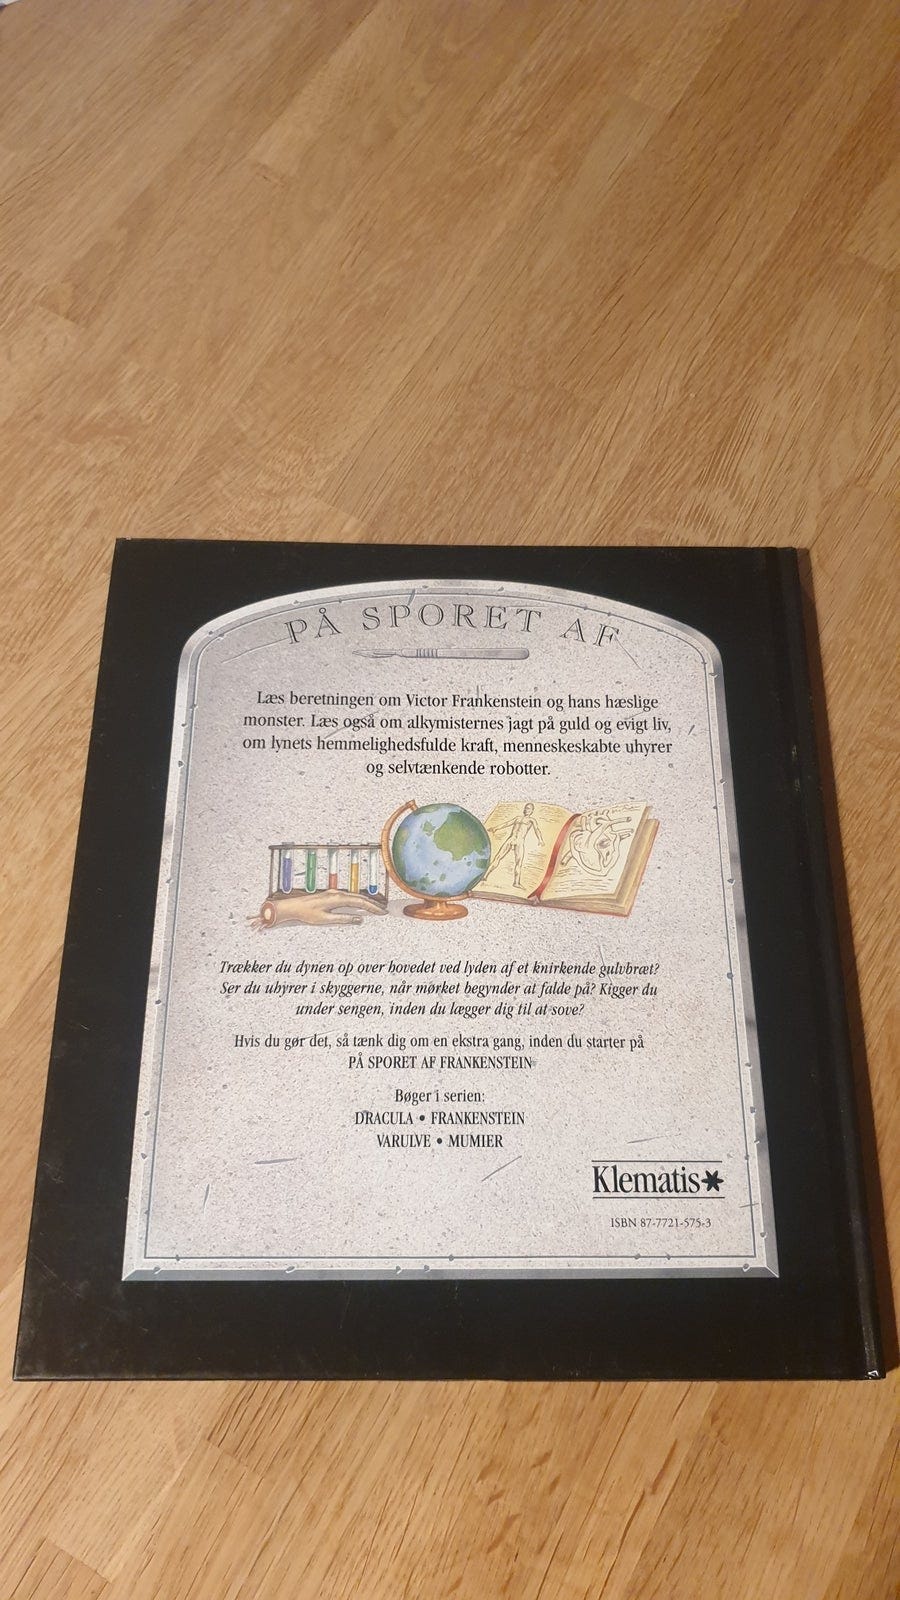 PÅ SPORET AF
Læs beretningen om Victor Frankenstein og hans hæslige
monster. Læs også om alkymisternes jagt på guld og evigt liv,
om lynets hemmelighedsfulde kraft, menneskeskabte uhyrer
og selvtænkende robotter.
Trækker du dynen op over hovedet ved lyden af et knirkende gulvbræt?
Ser du uhyrer i skyggerne, når mørket begynder at falde på? Kigger du
under sengen, inden du lægger dig til at sove?
Hvis du gør det, så tænk dig om en ekstra gang, inden du starter på
PÅ SPORET AF FRANKENSTEIN
Bøger i serien:
DRACULA • FRANKENSTEIN
VARULVE • MUMIER
Klematis
ISBN 87-7721-575-3